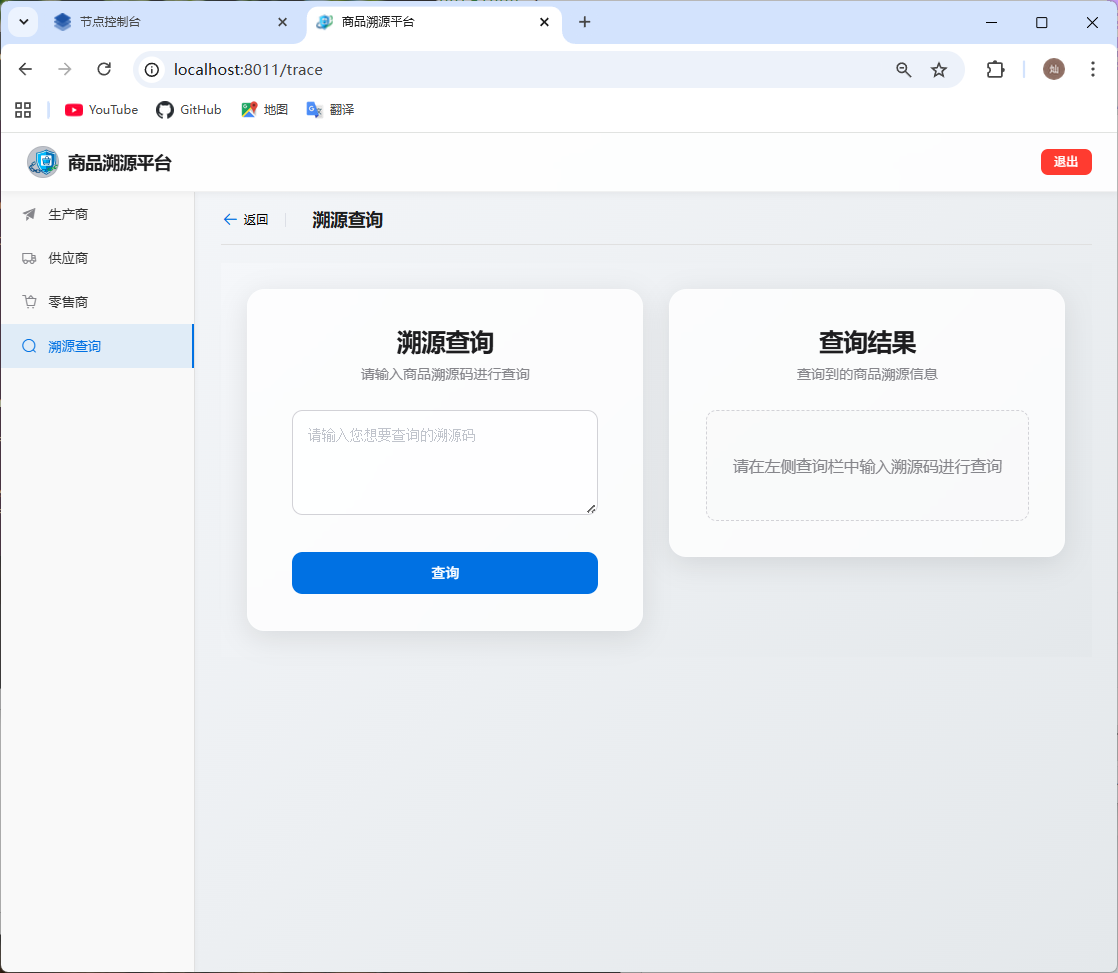 节点控制台
商品溯源平台
localhost:8011/trace
灿
YouTube
GitHub
地图
翻译
商品溯源平台
退出
生产商
供应商
零售商
溯源查询
返回
溯源查询
溯源查询
请输入商品溯源码进行查询
请输入您想要查询的溯源码
查询
查询结果
查询到的商品溯源信息
请在左侧查询栏中输入溯源码进行查询